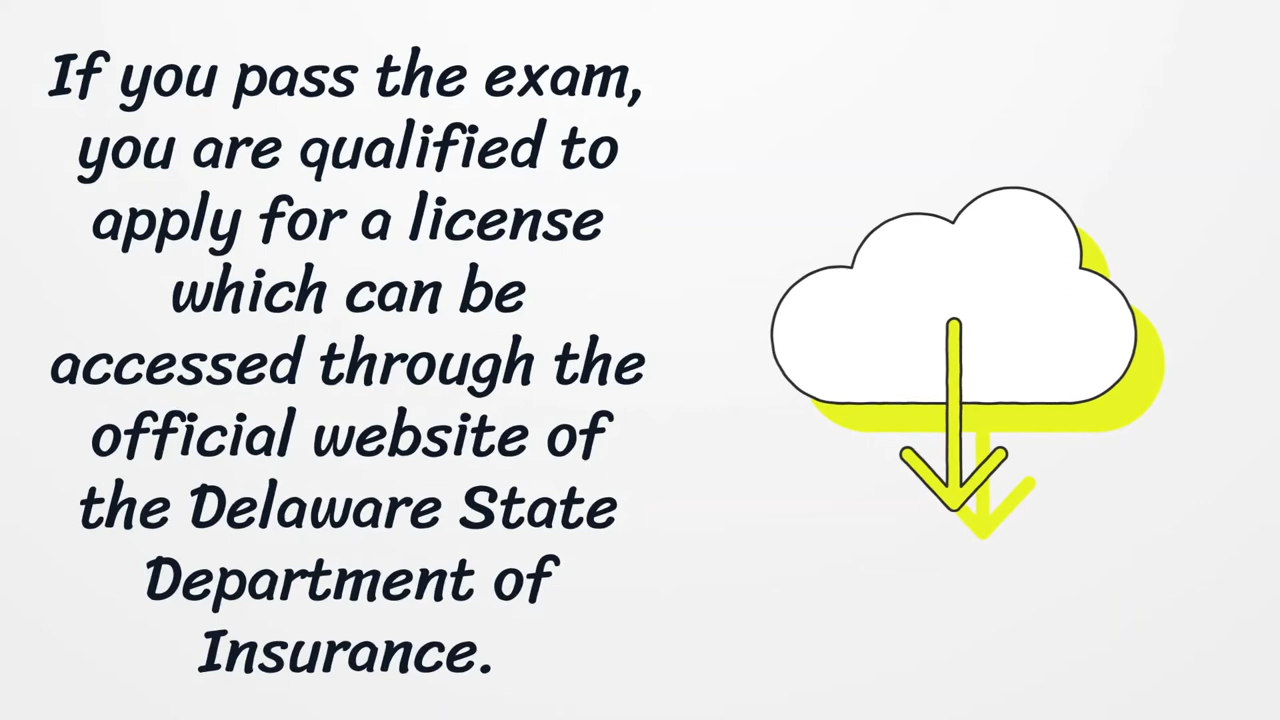 If you pass the exam,
you are qualified to
apply for a license
which can be
accessed through the
official website of
the Delaware State
Department of
Insurance.